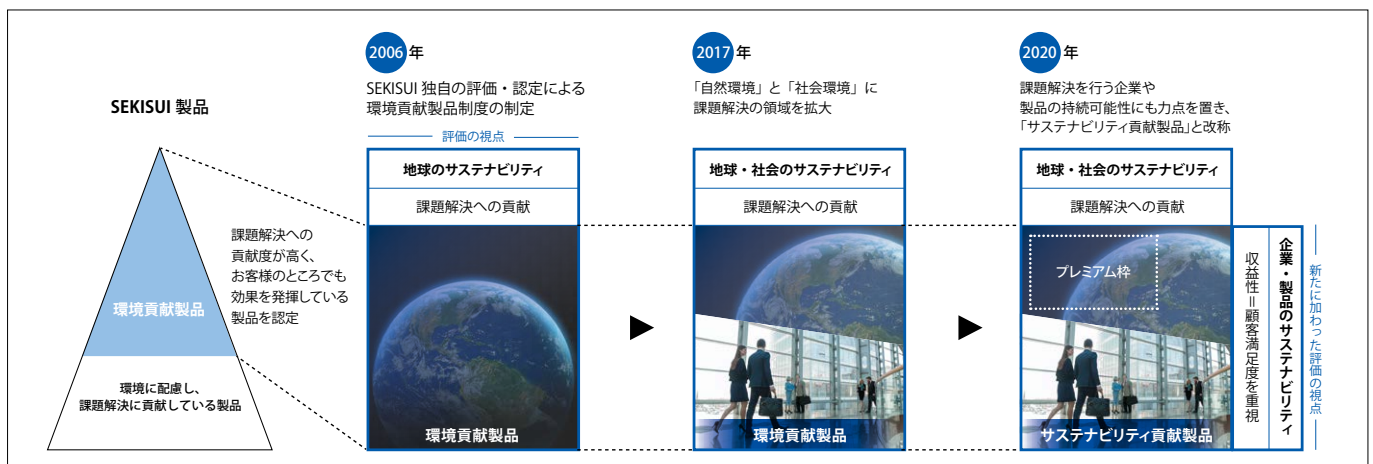 SEKISUI 製品
環境貢献製品
環境に配慮し、
課題解決に貢献している製品
課題解決への
貢献度が高く、
お客様のところでも
効果を発揮している
製品を認定
2006 年
SEKISUI 独自の評価・認定による
環境貢献製品制度の制定
評価の視点
地球のサステナビリティ
課題解決への貢献
環境貢献製品
2017 年
「自然環境」と「社会環境」に
課題解決の領域を拡大
地球・社会のサステナビリティ
課題解決への貢献
環境貢献製品
2020 年
課題解決を行う企業や
製品の持続可能性にも力点を置き、
「サステナビリティ貢献製品」と改称
地球・社会のサステナビリティ
課題解決への貢献
プレミアム枠
サステナビリティ貢献製品
新たに加わった評価の視点
企業・製品のサステナビリティ
収益性＝顧客満足度を重視